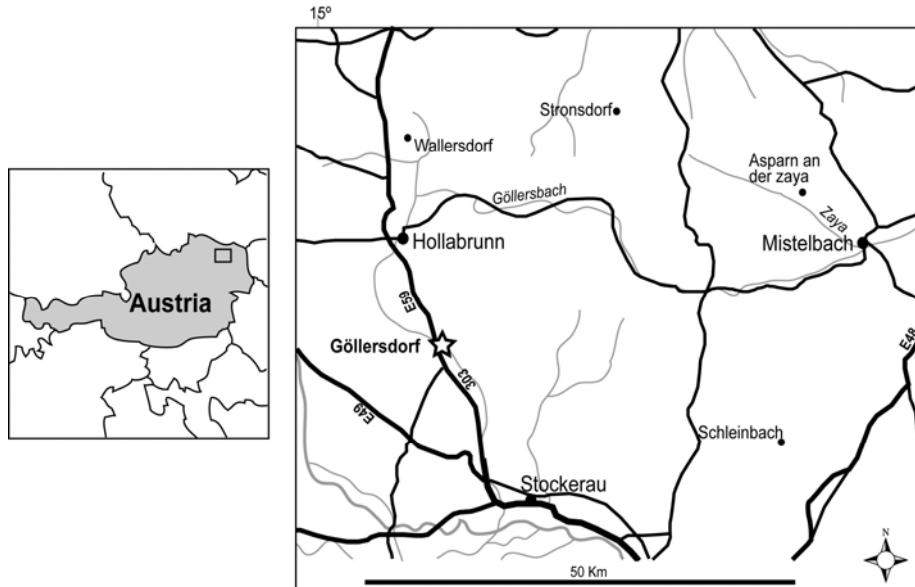 15º
Stronsdorf
Wallersdorf
Asparn an
der zaya
Göllersbach
Zaya
Hollabrunn
Mistelbach
Austria
E59
Göllersdorf
E48
303
E49
Schleinbach
Stockerau
N
50 Km